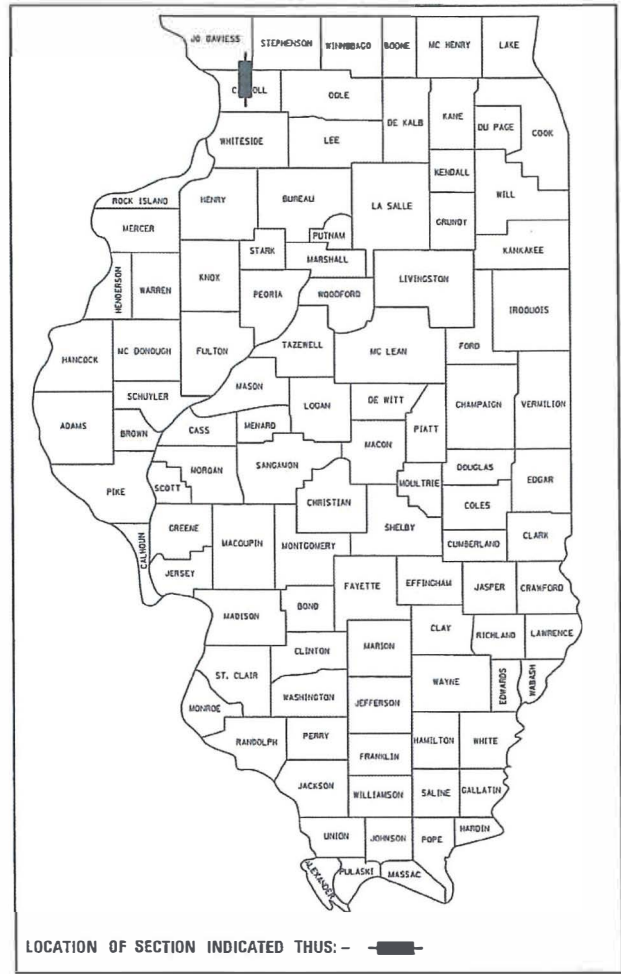 JO DAVIESS
STEPHENSON
WINNEBAGO
BOONE
MC HENRY
LAKE
C OLL
OGLE
DE KALB
KANE
DU PAGE
COOK
WHITESIDE
LEE
KENDALL
WILL
ROCK ISLAND
HENRY
BUREAU
LA SALLE
GRUNDY
MERCER
PUTNAM
KANKAKEE
STARK
MARSHALL
HENDERSON
WARREN
KNOX
PEORIA
WOODFORD
LIVINGSTON
IROQUOIS
HANCOCK
MC DONOUGH
FULTON
TAZEWELL
MC LEAN
FORD
MASON
SCHUYLER
LOGAN
DE WITT
CHAMPAIGN
VERMILION
ADAMS
BROWN
CASS
MENARD
PIATT
MACON
PIKE
SCOTT
MORGAN
SANGAMON
DOUGLAS
MOULTRIE
EDGAR
CHRISTIAN
COLES
CALHOUN
GREENE
MACOUPIN
MONTGOMERY
SHELBY
CUMBERLAND
CLARK
JERSEY
FAYETTE
EFFINGHAM
JASPER
CRAWFORD
MADISON
BOND
CLAY
RICHLAND
LAWRENCE
CLINTON
MARION
ST. CLAIR
WAYNE
EDWARDS
WABASH
WASHINGTON
JEFFERSON
MONROE
RANDOLPH
PERRY
HAMILTON
WHITE
FRANKLIN
JACKSON
WILLIAMSON
SALINE
GALLATIN
UNION
JOHNSON
POPE
HARDIN
ALEXANDER
PULASKI
MASSAC
LOCATION OF SECTION INDICATED THUS: -